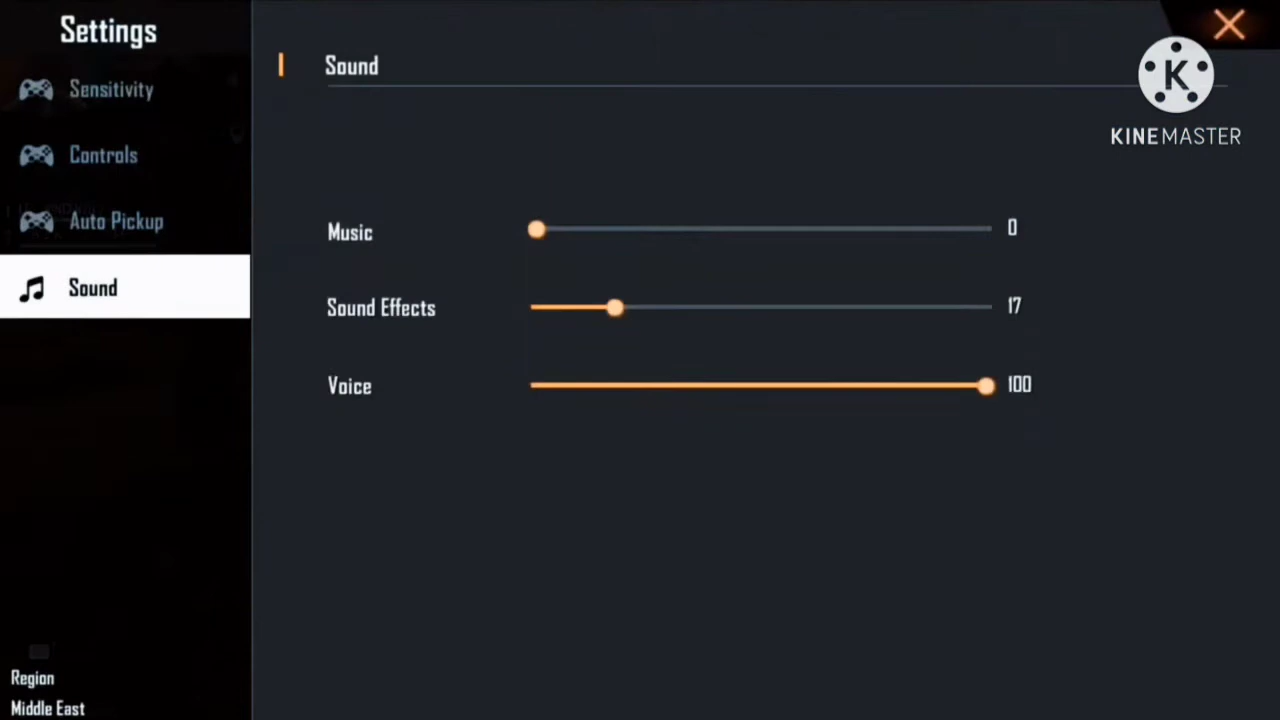 Settings
Sensitivity
Controls
Auto Pickup
Sound
Region
Middle East
Sound
Music 0
Sound Effects 17
Voice 100
K
KINEMASTER